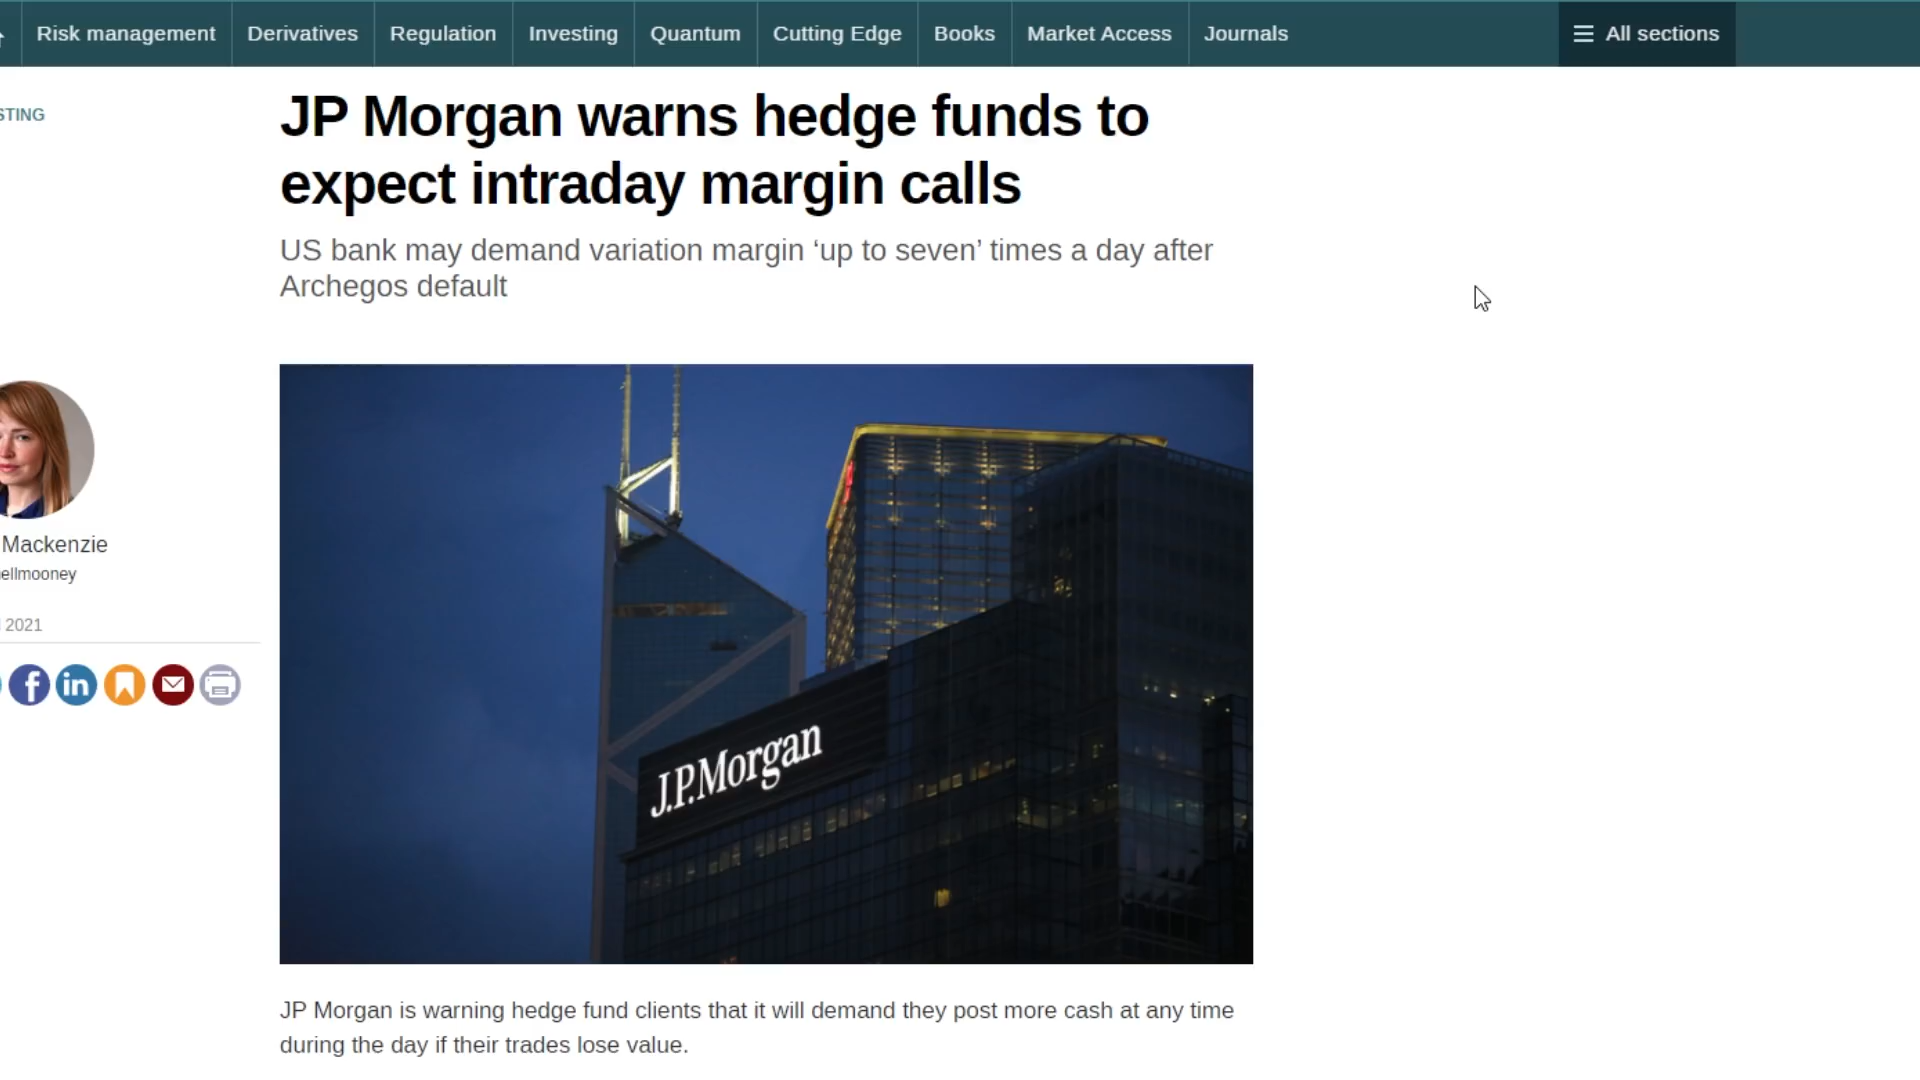 Risk management
Derivatives
Regulation
Investing
Quantum
Cutting Edge
Books
Market Access
Journals
All sections
STING
JP Morgan warns hedge funds to
expect intraday margin calls
US bank may demand variation margin ‘up to seven’ times a day after
Archegos default
Mackenzie
ellmooney
2021
J.P.Morgan
JP Morgan is warning hedge fund clients that it will demand they post more cash at any time
during the day if their trades lose value.